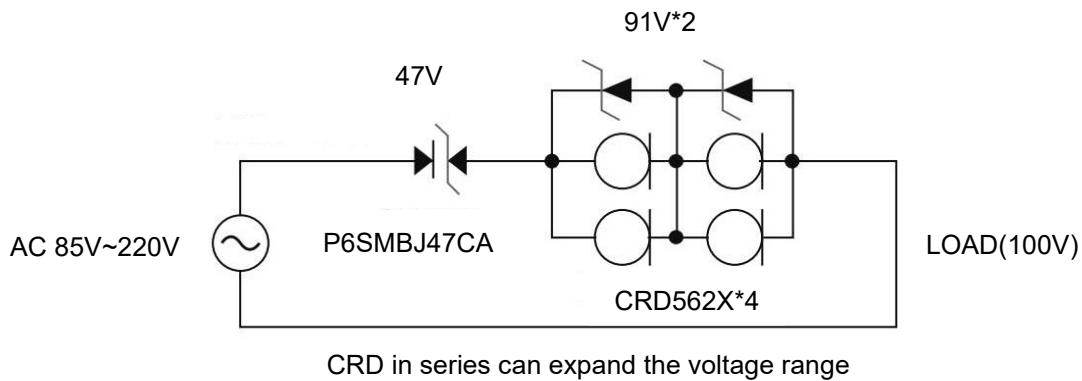 91V*2
47V
AC 85V~220V
P6SMBJ47CA
LOAD(100V)
CRD562X*4
CRD in series can expand the voltage range